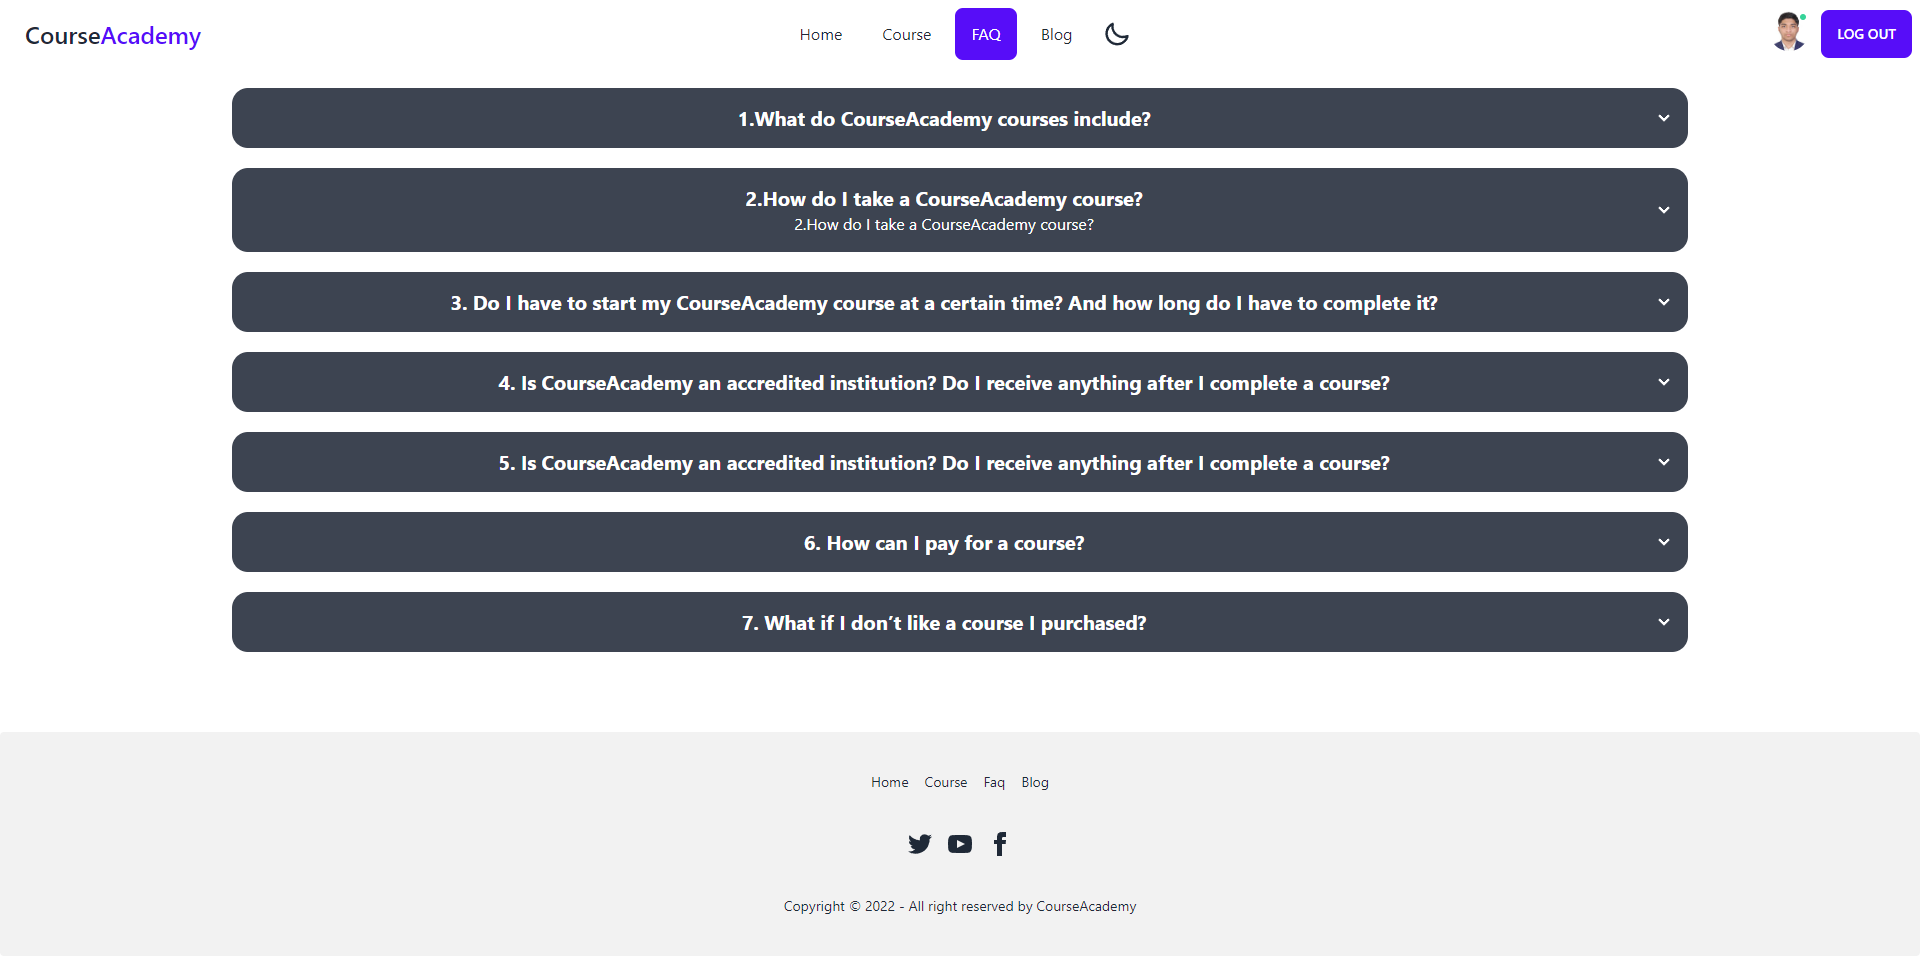 CourseAcademy
Home Course FAQ Blog
LOG OUT
1.What do CourseAcademy courses include?
2.How do I take a CourseAcademy course?
2.How do I take a CourseAcademy course?
3. Do I have to start my CourseAcademy course at a certain time? And how long do I have to complete it?
4. Is CourseAcademy an accredited institution? Do I receive anything after I complete a course?
5. Is CourseAcademy an accredited institution? Do I receive anything after I complete a course?
6. How can I pay for a course?
7. What if I don’t like a course I purchased?
Home Course Faq Blog
Copyright © 2022 - All right reserved by CourseAcademy